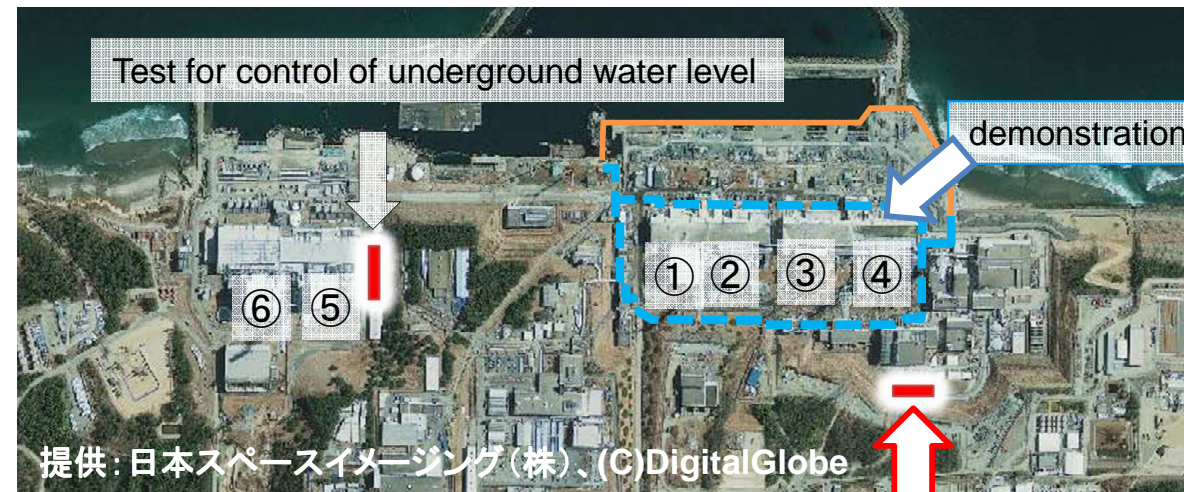 Test for control of underground water level
demonstration
① ② ③ ④
⑥ ⑤
提供:日本スペースイメージング(株)、(C)DigitalGlobe